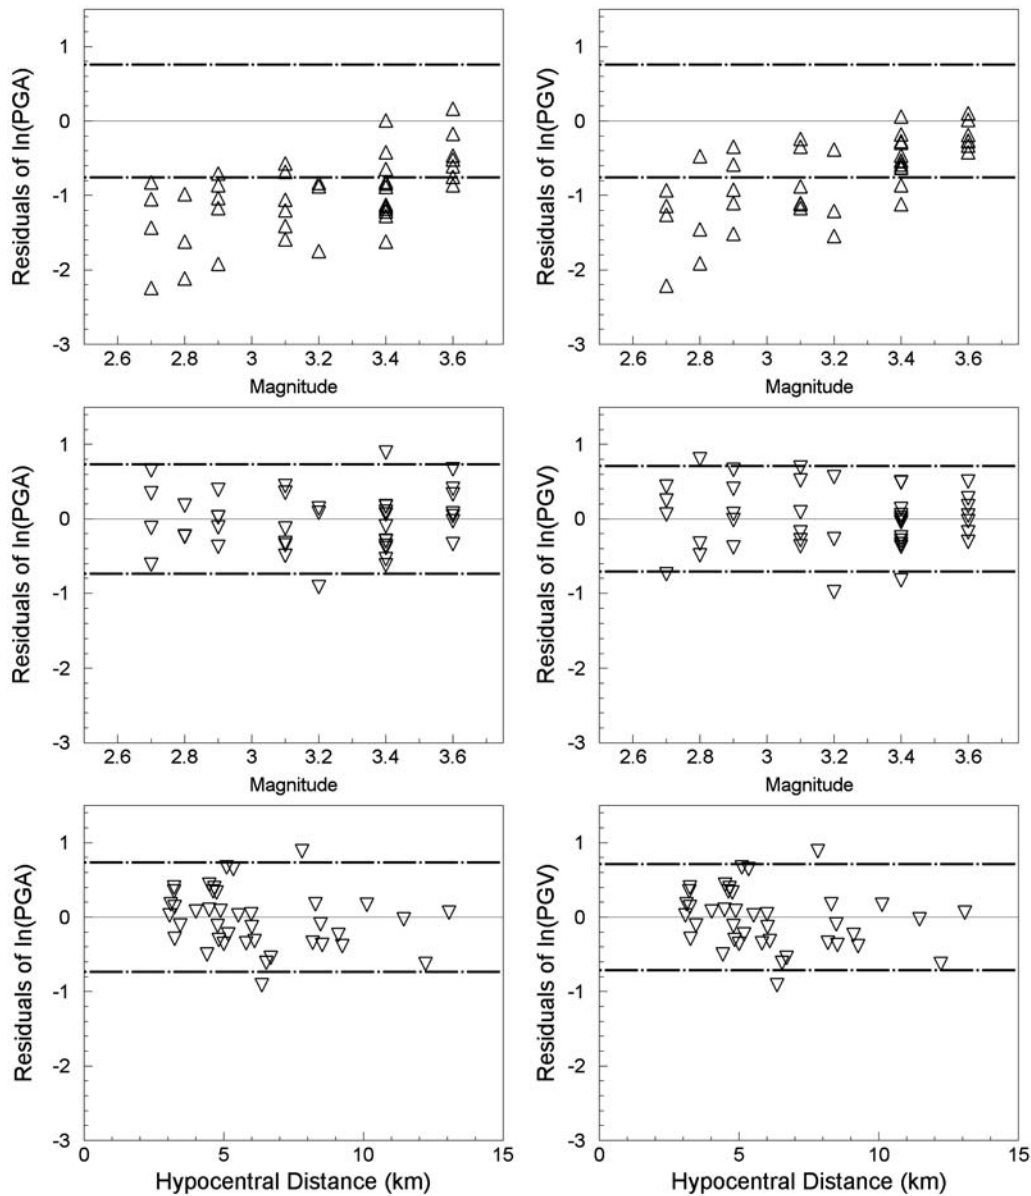 Residuals of ln(PGA)
1
0
-1
-2
-3
2.6 2.8 3 3.2 3.4 3.6
Magnitude
Residuals of ln(PGV)
1
0
-1
-2
-3
2.6 2.8 3 3.2 3.4 3.6
Magnitude
Residuals of ln(PGA)
1
0
-1
-2
-3
2.6 2.8 3 3.2 3.4 3.6
Magnitude
Residuals of ln(PGV)
1
0
-1
-2
-3
2.6 2.8 3 3.2 3.4 3.6
Magnitude
Residuals of ln(PGA)
1
0
-1
-2
-3
0 5 10 15
Hypocentral Distance (km)
Residuals of ln(PGV)
1
0
-1
-2
-3
0 5 10 15
Hypocentral Distance (km)